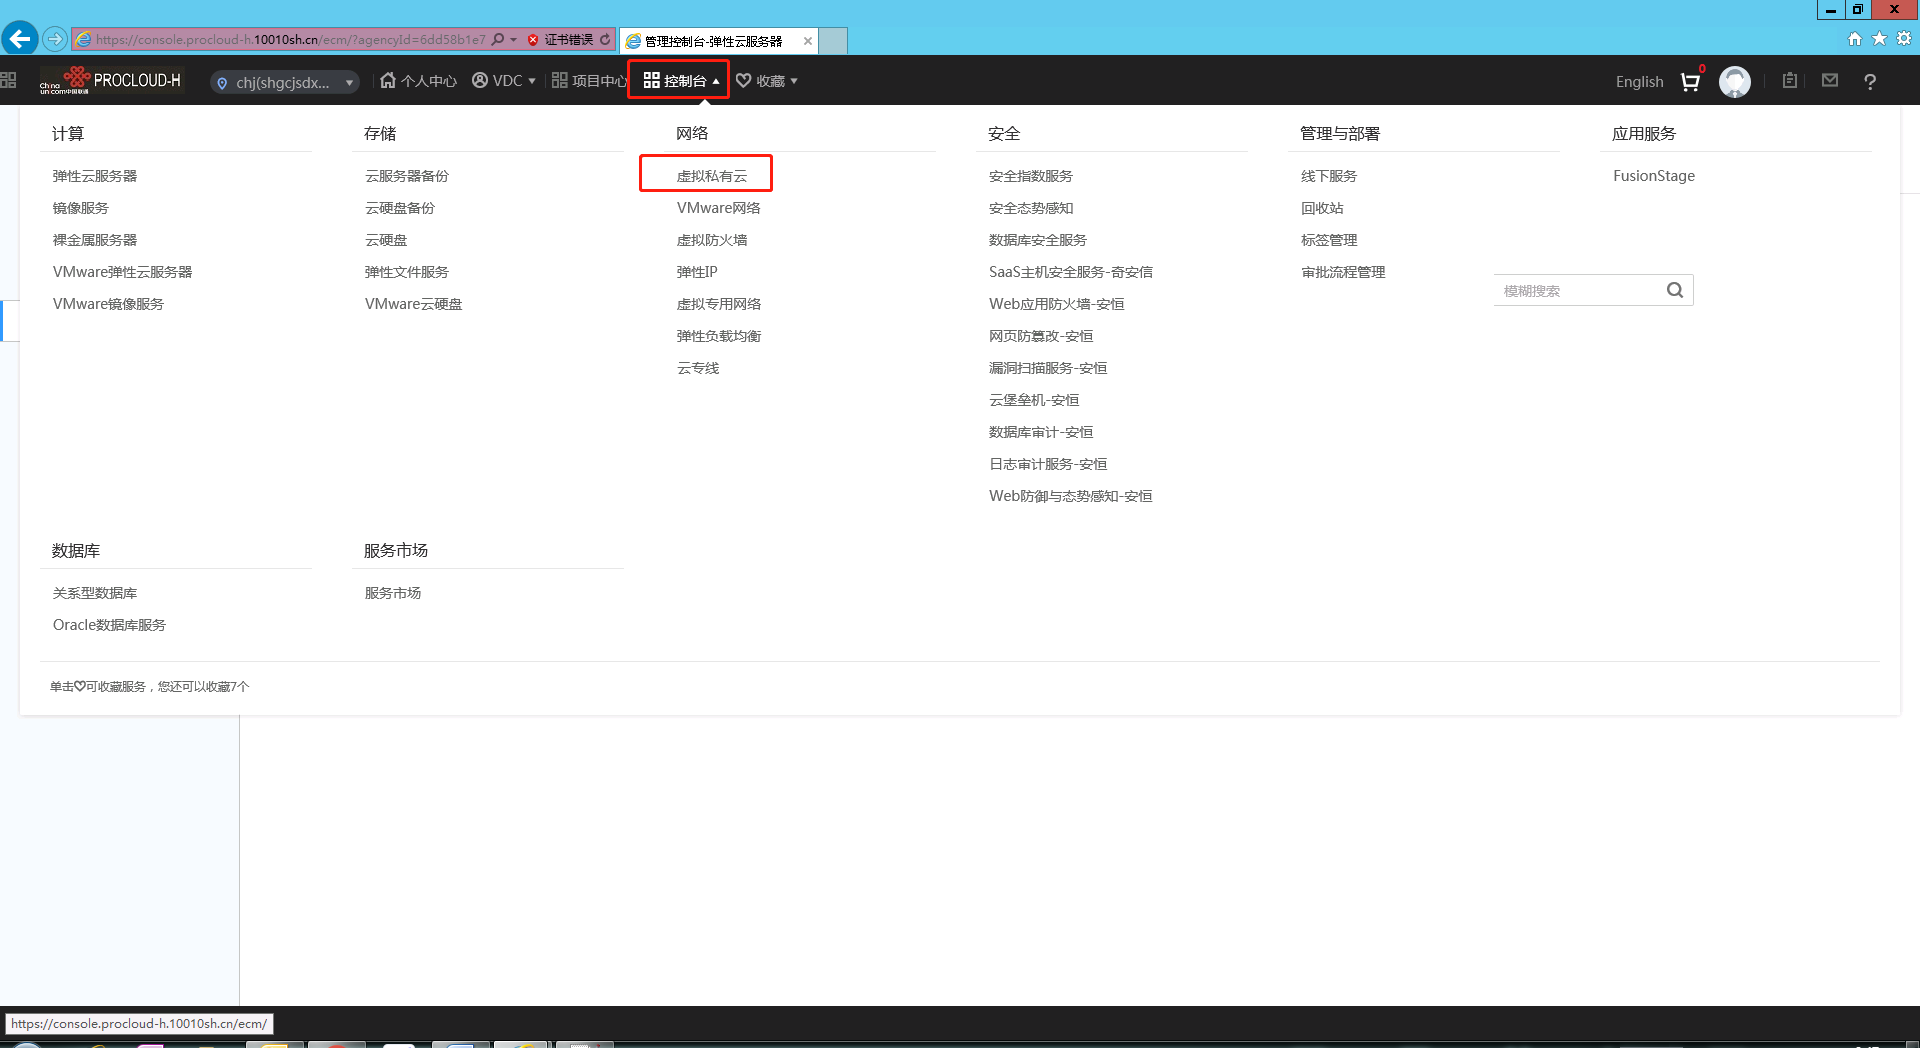 https://console.procloud-h.10010sh.cn/ecm/?agencyId=6dd58b1e7
证书错误
管理控制台-弹性云服务器
China unicom中国联通
PROCLOUD-H
chj(shgcjsdx...
个人中心
VDC
项目中心
控制台
收藏
English
0
计算
弹性云服务器
镜像服务
裸金属服务器
VMware弹性云服务器
VMware镜像服务
存储
云服务器备份
云硬盘备份
云硬盘
弹性文件服务
VMware云硬盘
网络
虚拟私有云
VMware网络
虚拟防火墙
弹性IP
虚拟专用网络
弹性负载均衡
云专线
安全
安全指数服务
安全态势感知
数据库安全服务
SaaS主机安全服务-奇安信
Web应用防火墙-安恒
网页防篡改-安恒
漏洞扫描服务-安恒
云堡垒机-安恒
数据库审计-安恒
日志审计服务-安恒
Web防御与态势感知-安恒
管理与部署
线下服务
回收站
标签管理
审批流程管理
应用服务
FusionStage
模糊搜索
数据库
关系型数据库
Oracle数据库服务
服务市场
服务市场
单击♡可收藏服务，您还可以收藏7个
https://console.procloud-h.10010sh.cn/ecm/